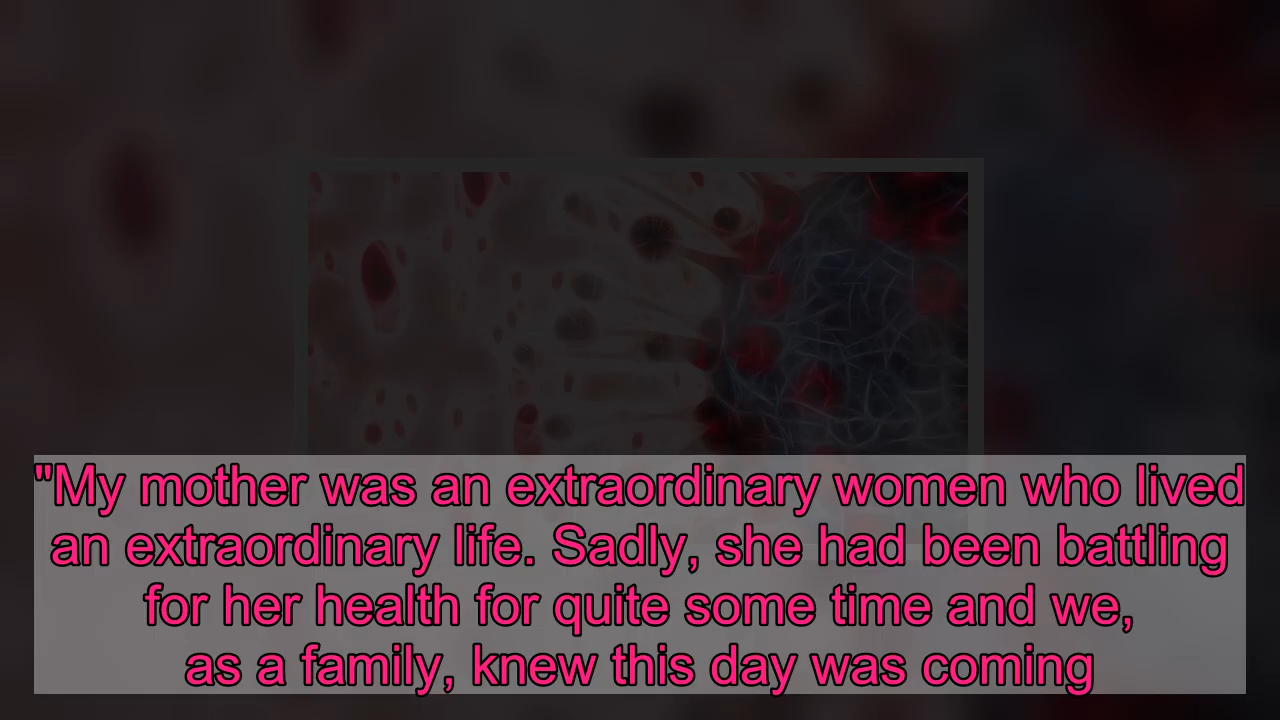 "My mother was an extraordinary women who lived
an extraordinary life. Sadly, she had been battling
for her health for quite some time and we,
as a family, knew this day was coming